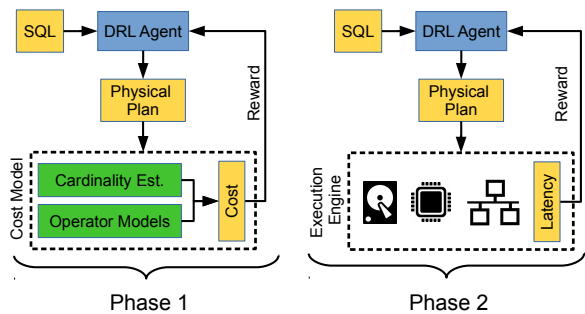 SQL
DRL Agent
Physical
Plan
Reward
Cost Model
Cardinality Est.
Operator Models
Cost
Phase 1
SQL
DRL Agent
Physical
Plan
Reward
Execution
Engine
Latency
Phase 2